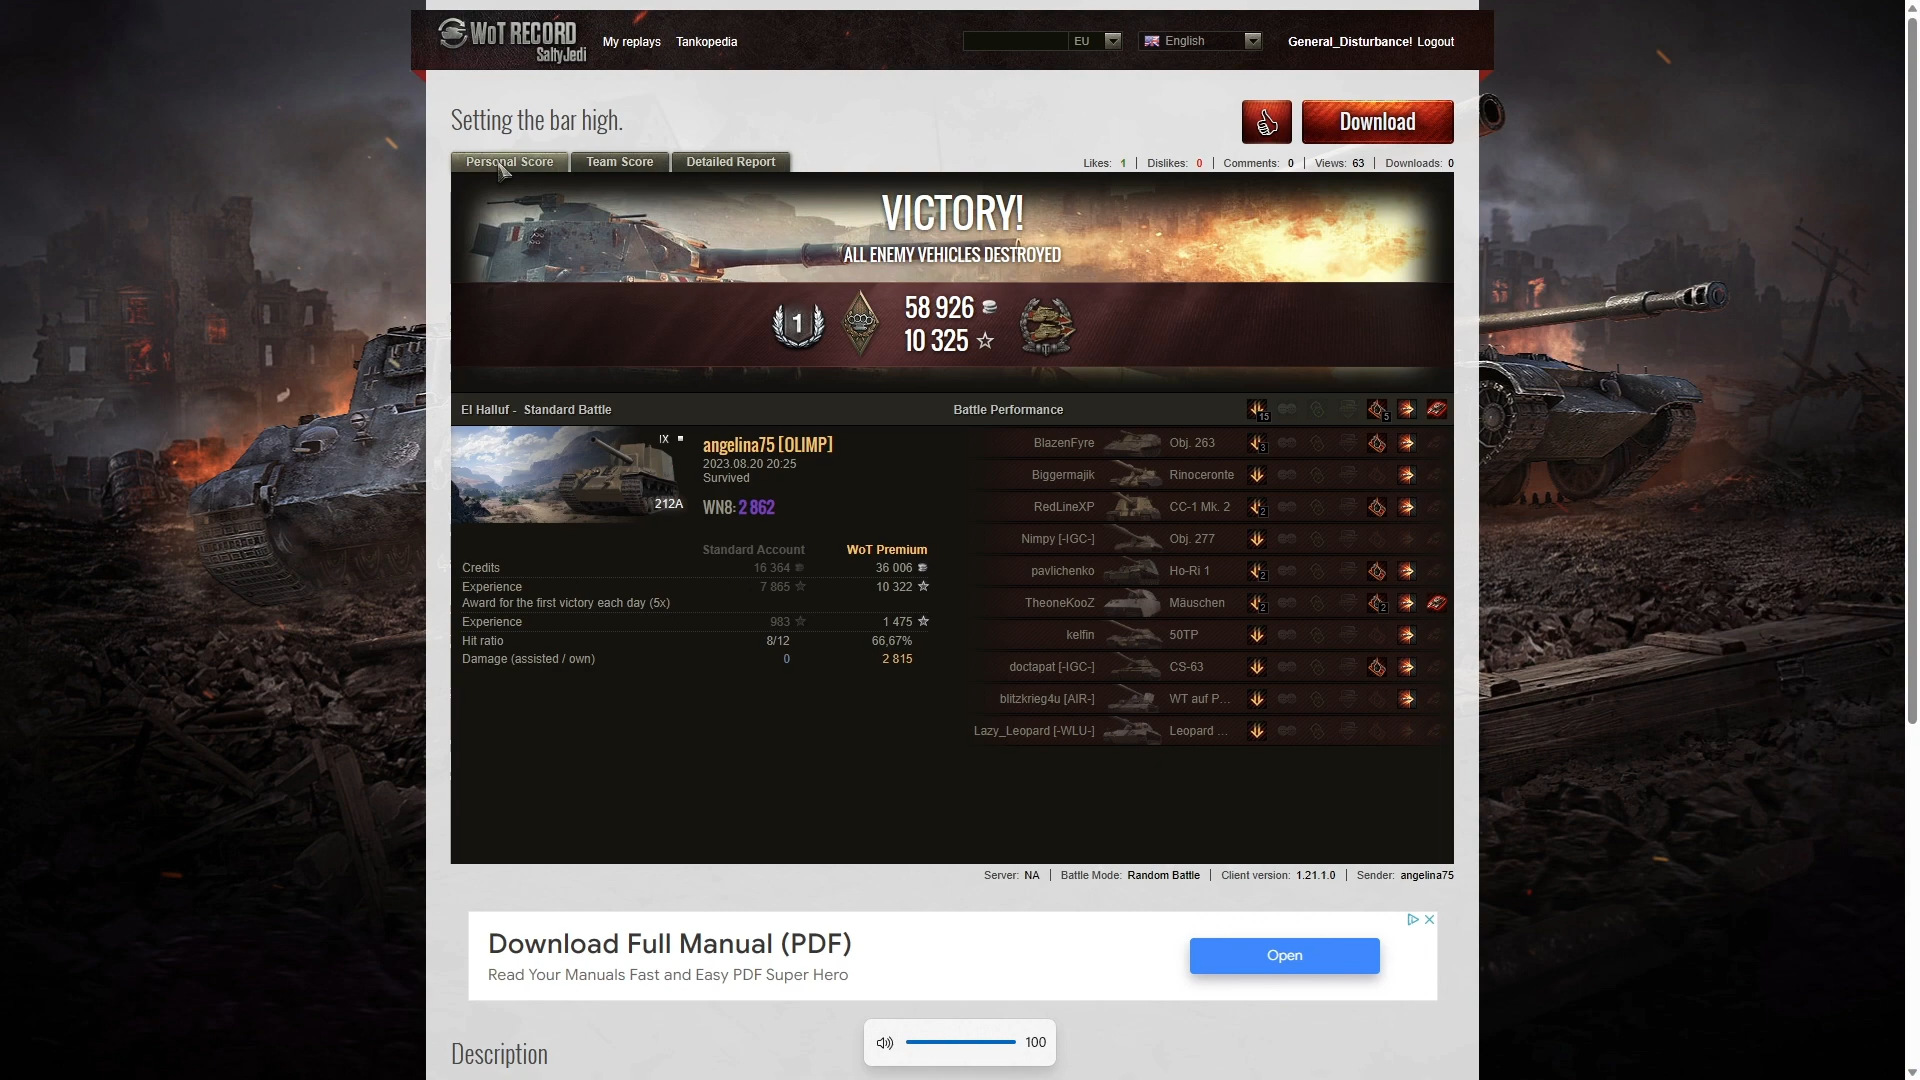 WoT RECORD
SaltyJedi
My replays
Tankopedia
EU
English
General_Disturbance! Logout
Setting the bar high.
Download
Personal Score
Team Score
Detailed Report
Likes: 1 | Dislikes: 0 | Comments: 0 | Views: 63 | Downloads: 0
VICTORY!
ALL ENEMY VEHICLES DESTROYED
1
58 926
10 325
El Halluf - Standard Battle
Battle Performance
15
5
IX
212A
angelina75 [OLIMP]
2023.08.20 20:25
Survived
WN8: 2 862
Standard Account
WoT Premium
Credits 16 364 36 006
Experience 7 865 10 322
Award for the first victory each day (5x)
Experience 983 1 475
Hit ratio 8/12 66,67%
Damage (assisted / own) 0 2 815
BlazenFyre Obj. 263 3
Biggermajik Rinoceronte
RedLineXP CC-1 Mk. 2 2
Nimpy [-IGC-] Obj. 277
pavlichenko Ho-Ri 1 2
TheoneKooZ Mäuschen 2 2
kelfin 50TP
doctapat [-IGC-] CS-63
blitzkrieg4u [AIR-] WT auf P...
Lazy_Leopard [-WLU-] Leopard ...
Server: NA | Battle Mode: Random Battle | Client version: 1.21.1.0 | Sender: angelina75
Download Full Manual (PDF)
Read Your Manuals Fast and Easy PDF Super Hero
Open
Description
100